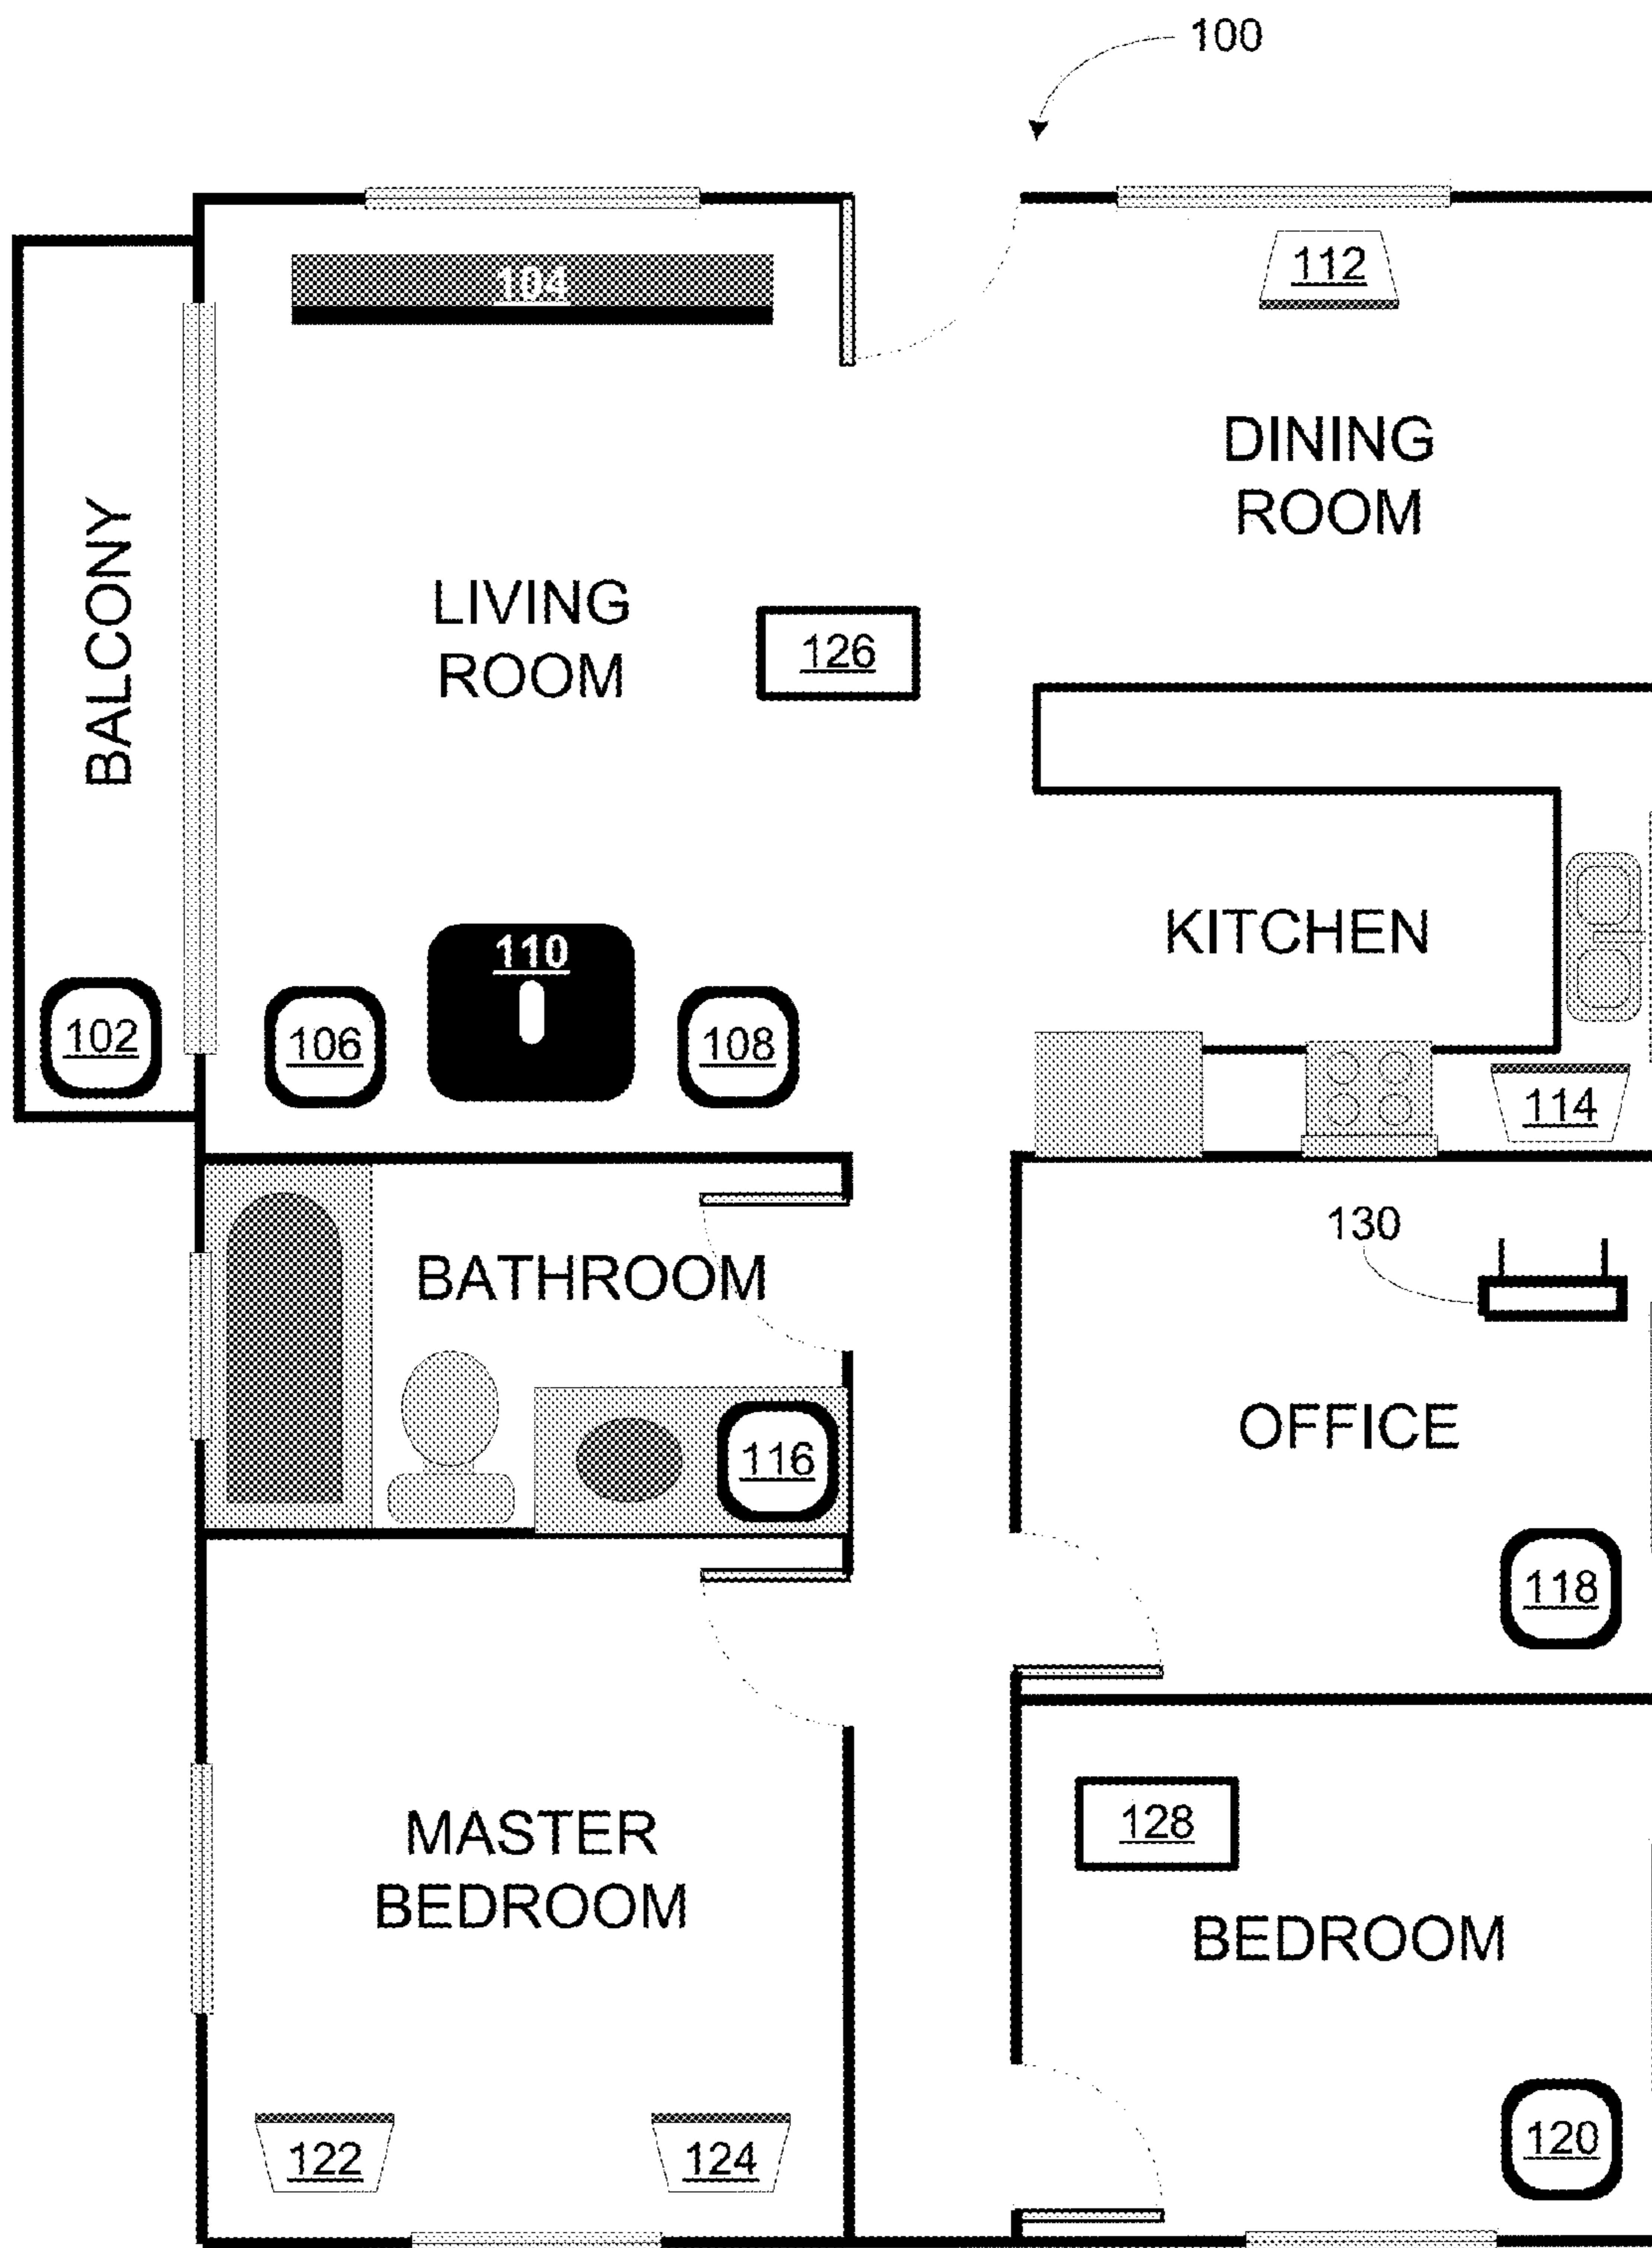 100
104
112
DINING
ROOM
BALCONY
LIVING
ROOM
126
KITCHEN
110
102
106
108
114
130
BATHROOM
OFFICE
116
118
128
MASTER
BEDROOM
BEDROOM
122
124
120